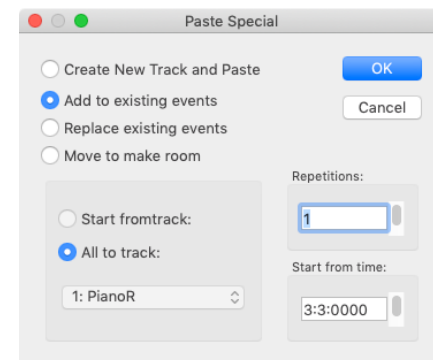 Paste Special
Create New Track and Paste
OK
Add to existing events
Cancel
Replace existing events
Move to make room
Repetitions:
Start fromtrack:
1
All to track:
Start from time:
1: PianoR
3:3:0000